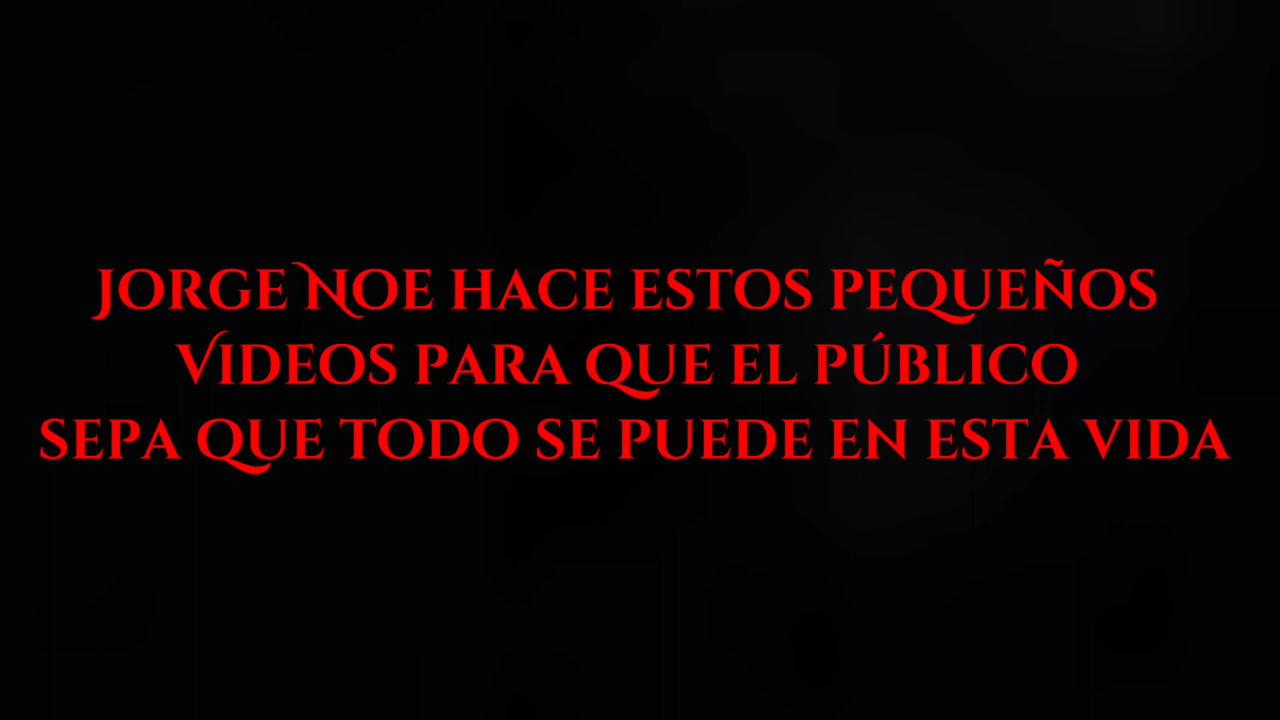 Jorge Noe hace estos pequeños
Videos para que el público
sepa que todo se puede en esta vida